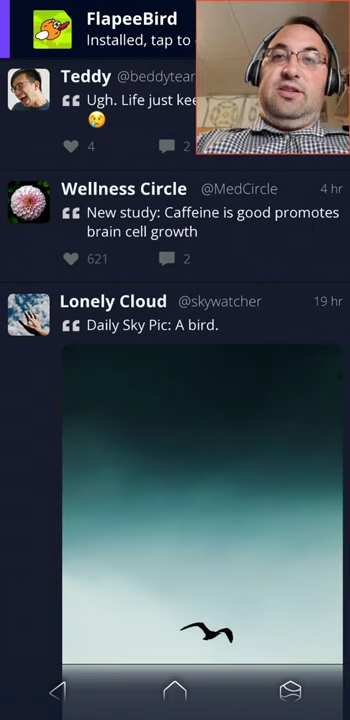 FlapeeBird
Installed, tap to
Teddy @beddytear
Ugh. Life just kee
4 2
Wellness Circle @MedCircle 4 hr
New study: Caffeine is good promotes
brain cell growth
621 2
Lonely Cloud @skywatcher 19 hr
Daily Sky Pic: A bird.